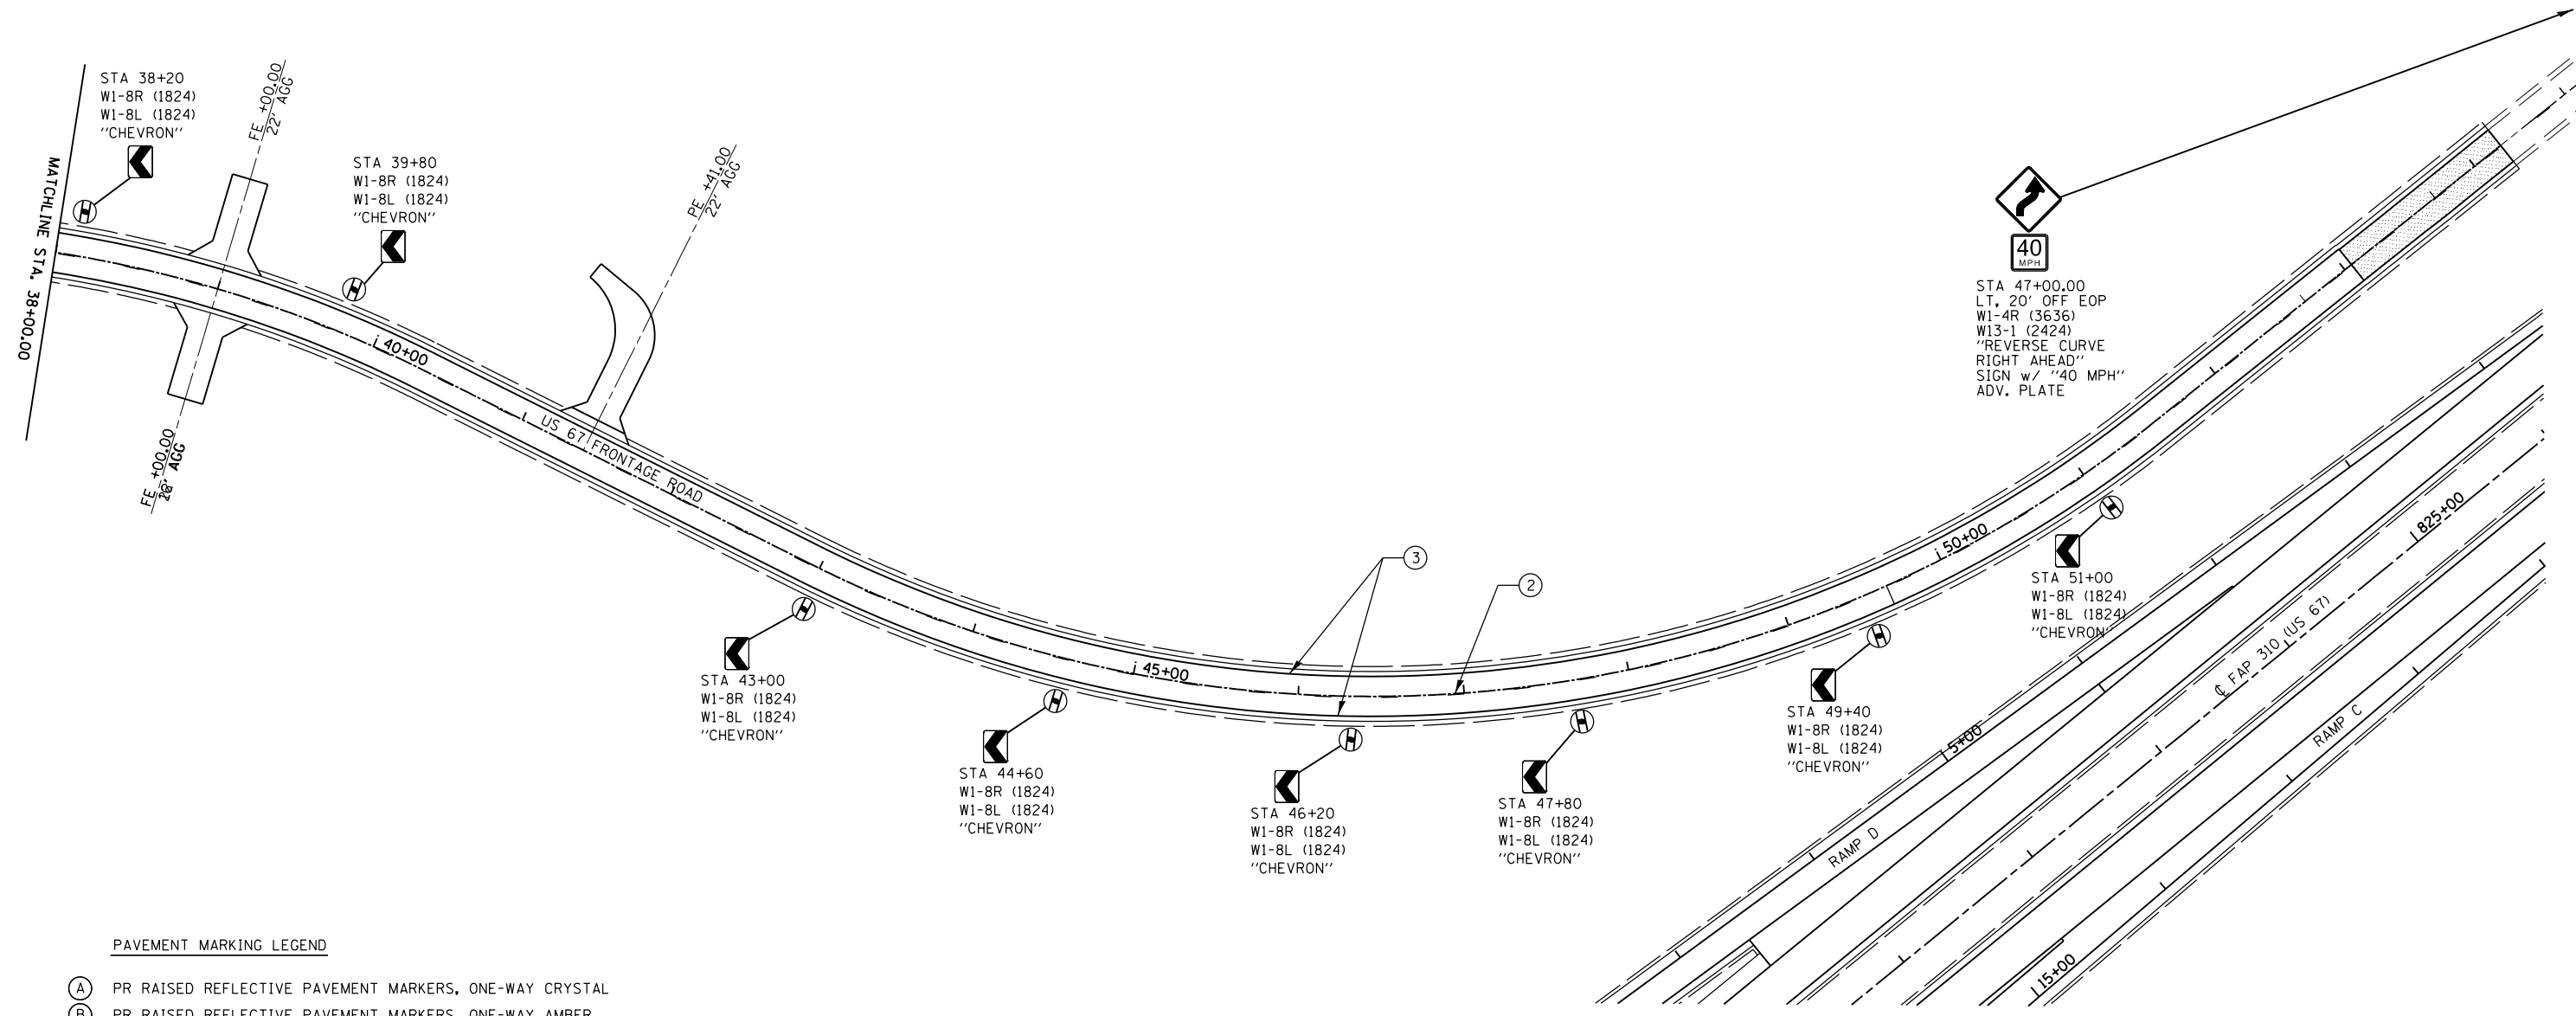 STA 38+20
W1-8R (1824)
W1-8L (1824)
"CHEVRON"
MATCHLINE STA. 38+00.00
FE +00.00
22' AGG
FE +00.00
AGG
STA 39+80
W1-8R (1824)
W1-8L (1824)
"CHEVRON"
40+00
PE +41.00
22' AGG
US 67 FRONTAGE ROAD
STA 43+00
W1-8R (1824)
W1-8L (1824)
"CHEVRON"
STA 44+60
W1-8R (1824)
W1-8L (1824)
"CHEVRON"
45+00
3
2
STA 46+20
W1-8R (1824)
W1-8L (1824)
"CHEVRON"
STA 47+80
W1-8R (1824)
W1-8L (1824)
"CHEVRON"
STA 49+40
W1-8R (1824)
W1-8L (1824)
"CHEVRON"
50+00
STA 51+00
W1-8R (1824)
W1-8L (1824)
"CHEVRON"
40
MPH
STA 47+00.00
LT, 20' OFF EOP
W1-4R (3636)
W13-1 (2424)
"REVERSE CURVE
RIGHT AHEAD"
SIGN w/ "40 MPH"
ADV. PLATE
825+00
℄ FAP 310 (US 67)
5+00
RAMP D
RAMP C
15+00
PAVEMENT MARKING LEGEND
A PR RAISED REFLECTIVE PAVEMENT MARKERS, ONE-WAY CRYSTAL
B PR RAISED REFLECTIVE PAVEMENT MARKERS, ONE-WAY AMBER